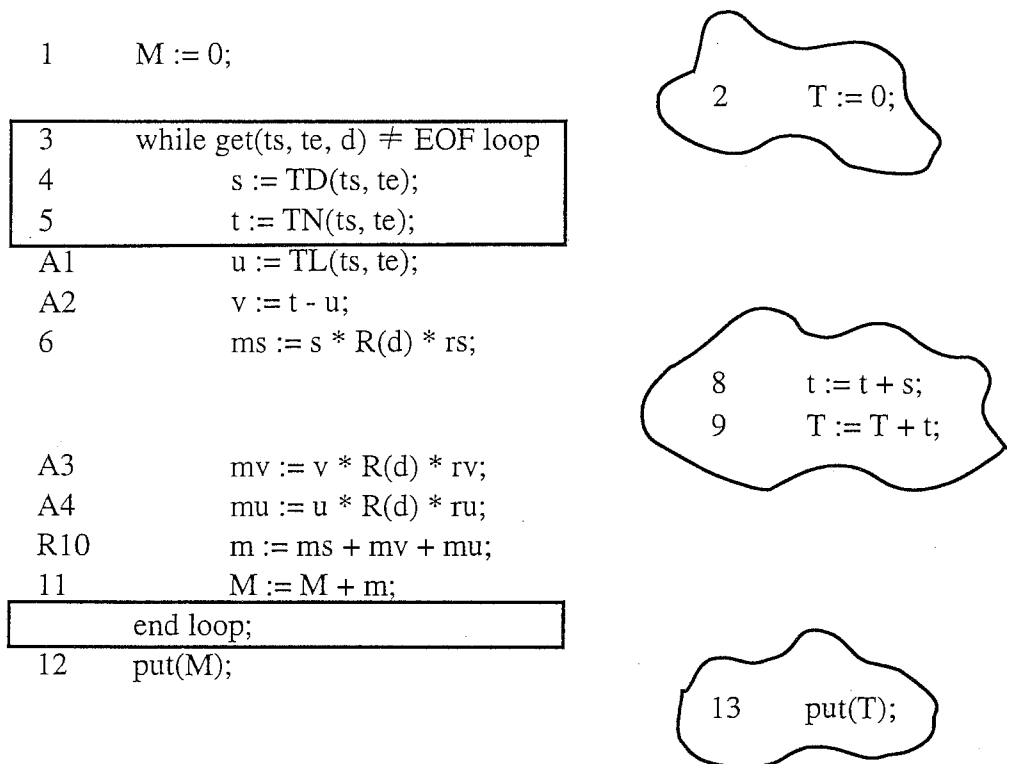 1 M := 0;
2 T := 0;
3 while get(ts, te, d) ≠ EOF loop
4 s := TD(ts, te);
5 t := TN(ts, te);
A1 u := TL(ts, te);
A2 v := t - u;
6 ms := s * R(d) * rs;
8 t := t + s;
9 T := T + t;
A3 mv := v * R(d) * rv;
A4 mu := u * R(d) * ru;
R10 m := ms + mv + mu;
11 M := M + m;
end loop;
12 put(M);
13 put(T);